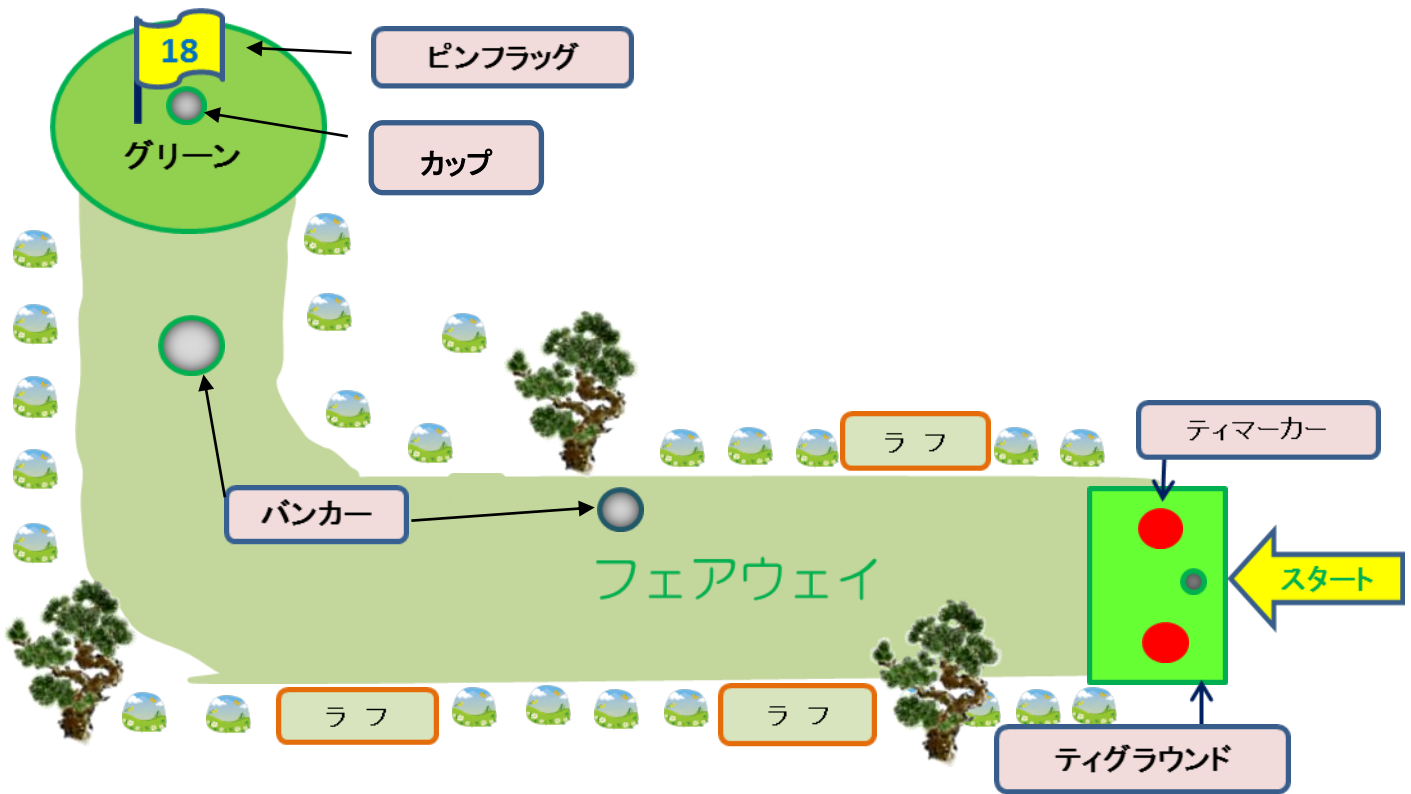 18
ピンフラッグ
カップ
グリーン
ラ フ
ティマーカー
バンカー
フェアウェイ
スタート
ラ フ
ラ フ
ティグラウンド